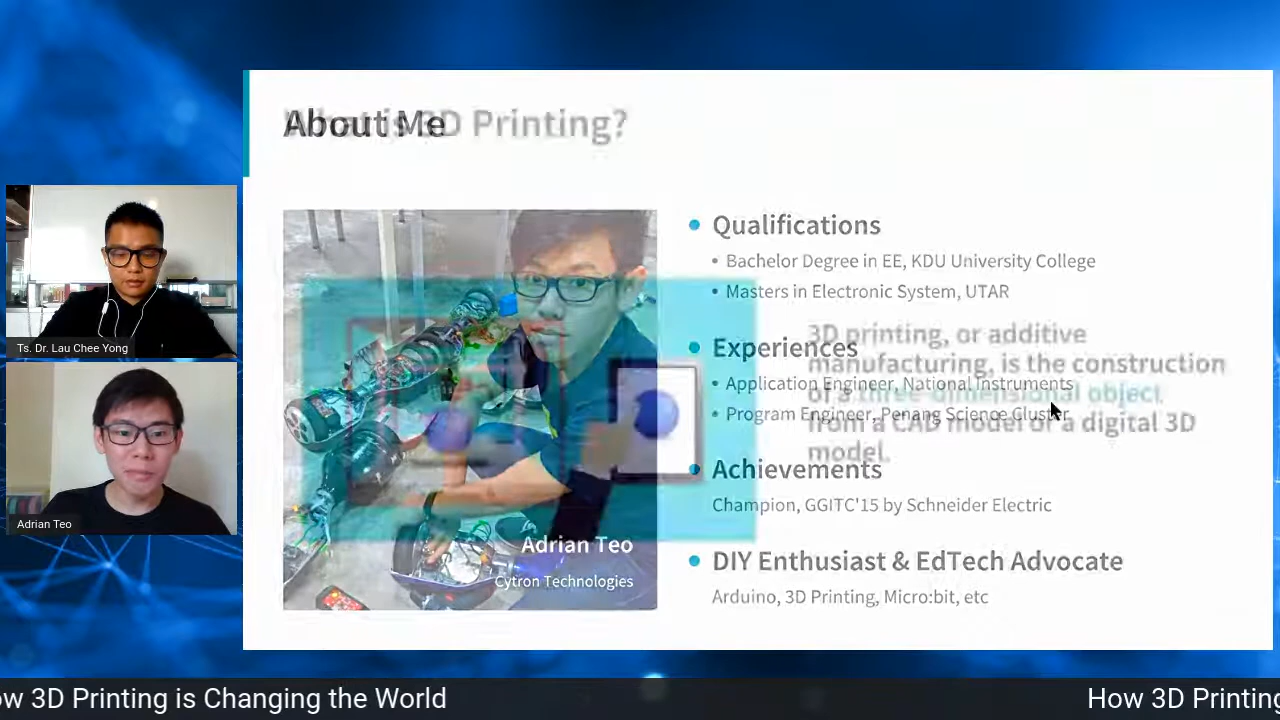 About Me
What is 3D Printing?
Qualifications
Bachelor Degree in EE, KDU University College
Masters in Electronic System, UTAR
3D printing, or additive
Experiences
manufacturing, is the construction
Application Engineer, National Instruments
of a three-dimensional object
Program Engineer, Penang Science Cluster
from a CAD model or a digital 3D
model.
Achievements
Champion, GGITC'15 by Schneider Electric
DIY Enthusiast & EdTech Advocate
Arduino, 3D Printing, Micro:bit, etc
Adrian Teo
Cytron Technologies
Ts. Dr. Lau Chee Yong
Adrian Teo
ow 3D Printing is Changing the World
How 3D Printing